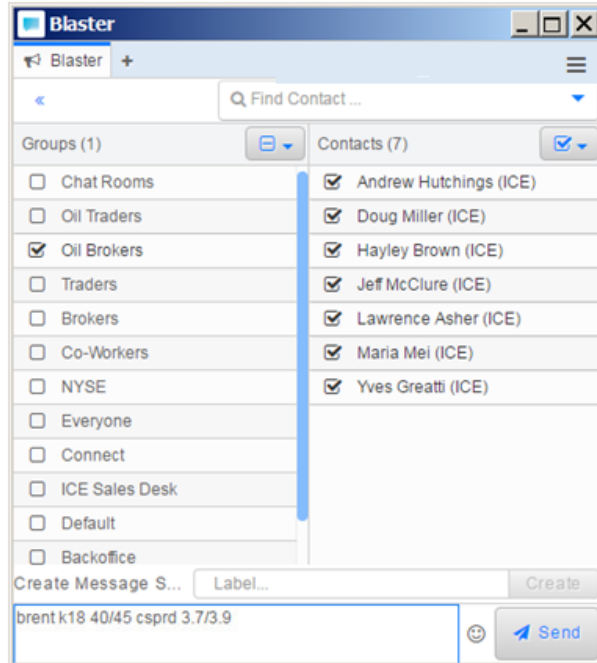 Blaster
Blaster +
« Find Contact ...
Groups (1) Contacts (7)
Chat Rooms Andrew Hutchings (ICE)
Oil Traders Doug Miller (ICE)
Oil Brokers Hayley Brown (ICE)
Traders Jeff McClure (ICE)
Brokers Lawrence Asher (ICE)
Co-Workers Maria Mei (ICE)
NYSE Yves Greatti (ICE)
Everyone
Connect
ICE Sales Desk
Default
Backoffice
Create Message S... Label... Create
brent k18 40/45 csprd 3.7/3.9 Send